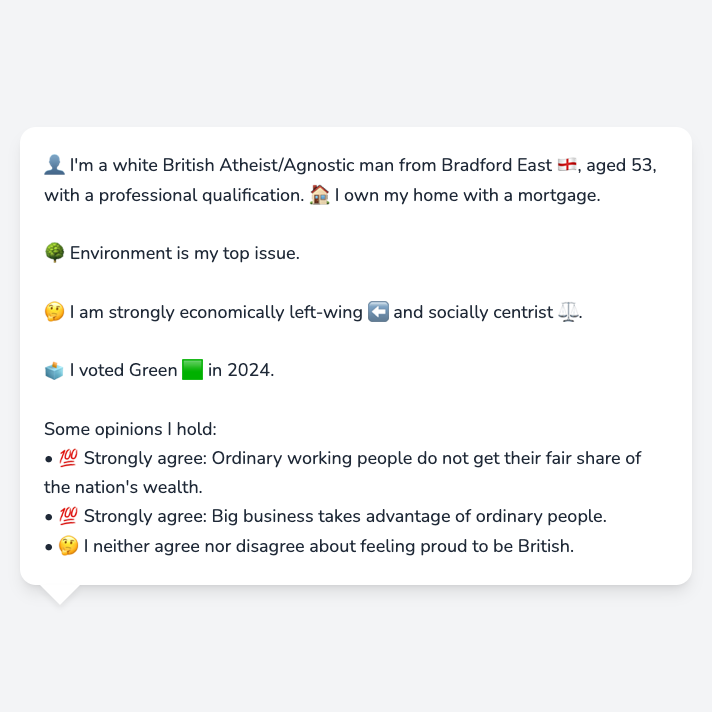 👤 I'm a white British Atheist/Agnostic man from Bradford East 🏴󠁧󠁢󠁥󠁮󠁧󠁿, aged 53,
with a professional qualification. 🏠 I own my home with a mortgage.
🌳 Environment is my top issue.
🤔 I am strongly economically left-wing ⬅️ and socially centrist ⚖️.
🗳️ I voted Green 🟩 in 2024.
Some opinions I hold:
• 💯 Strongly agree: Ordinary working people do not get their fair share of
the nation's wealth.
• 💯 Strongly agree: Big business takes advantage of ordinary people.
• 🤔 I neither agree nor disagree about feeling proud to be British.